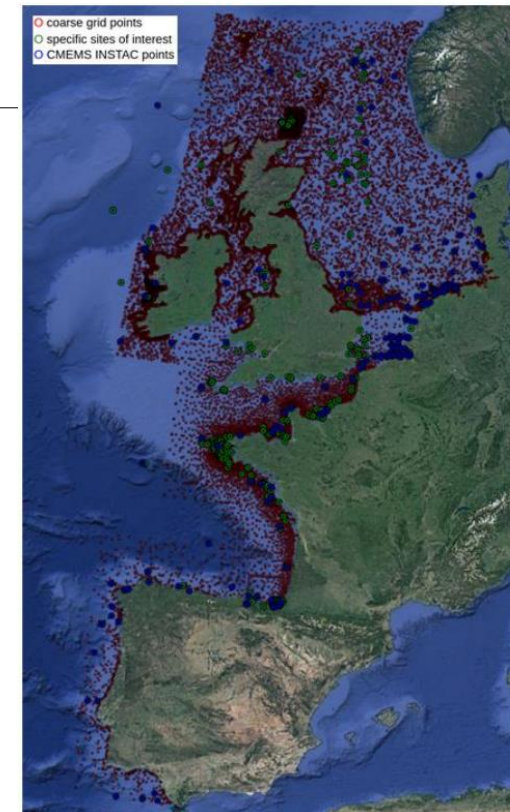 coarse grid points
specific sites of interest
CMEMS INSTAC points